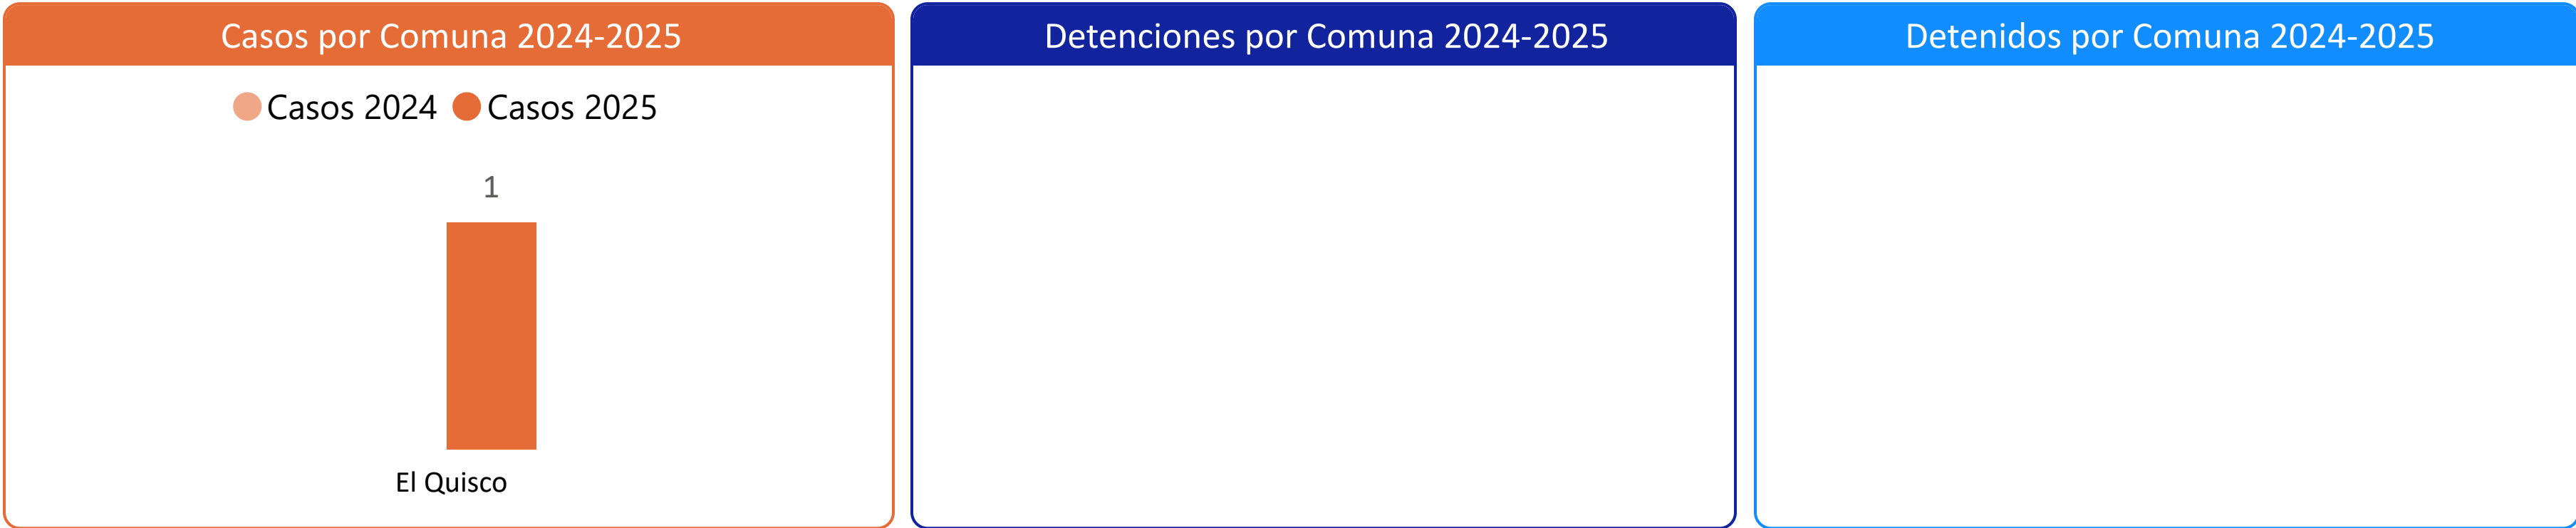 Casos por Comuna 2024-2025
Casos 2024 Casos 2025
1
El Quisco
Detenciones por Comuna 2024-2025
Detenidos por Comuna 2024-2025